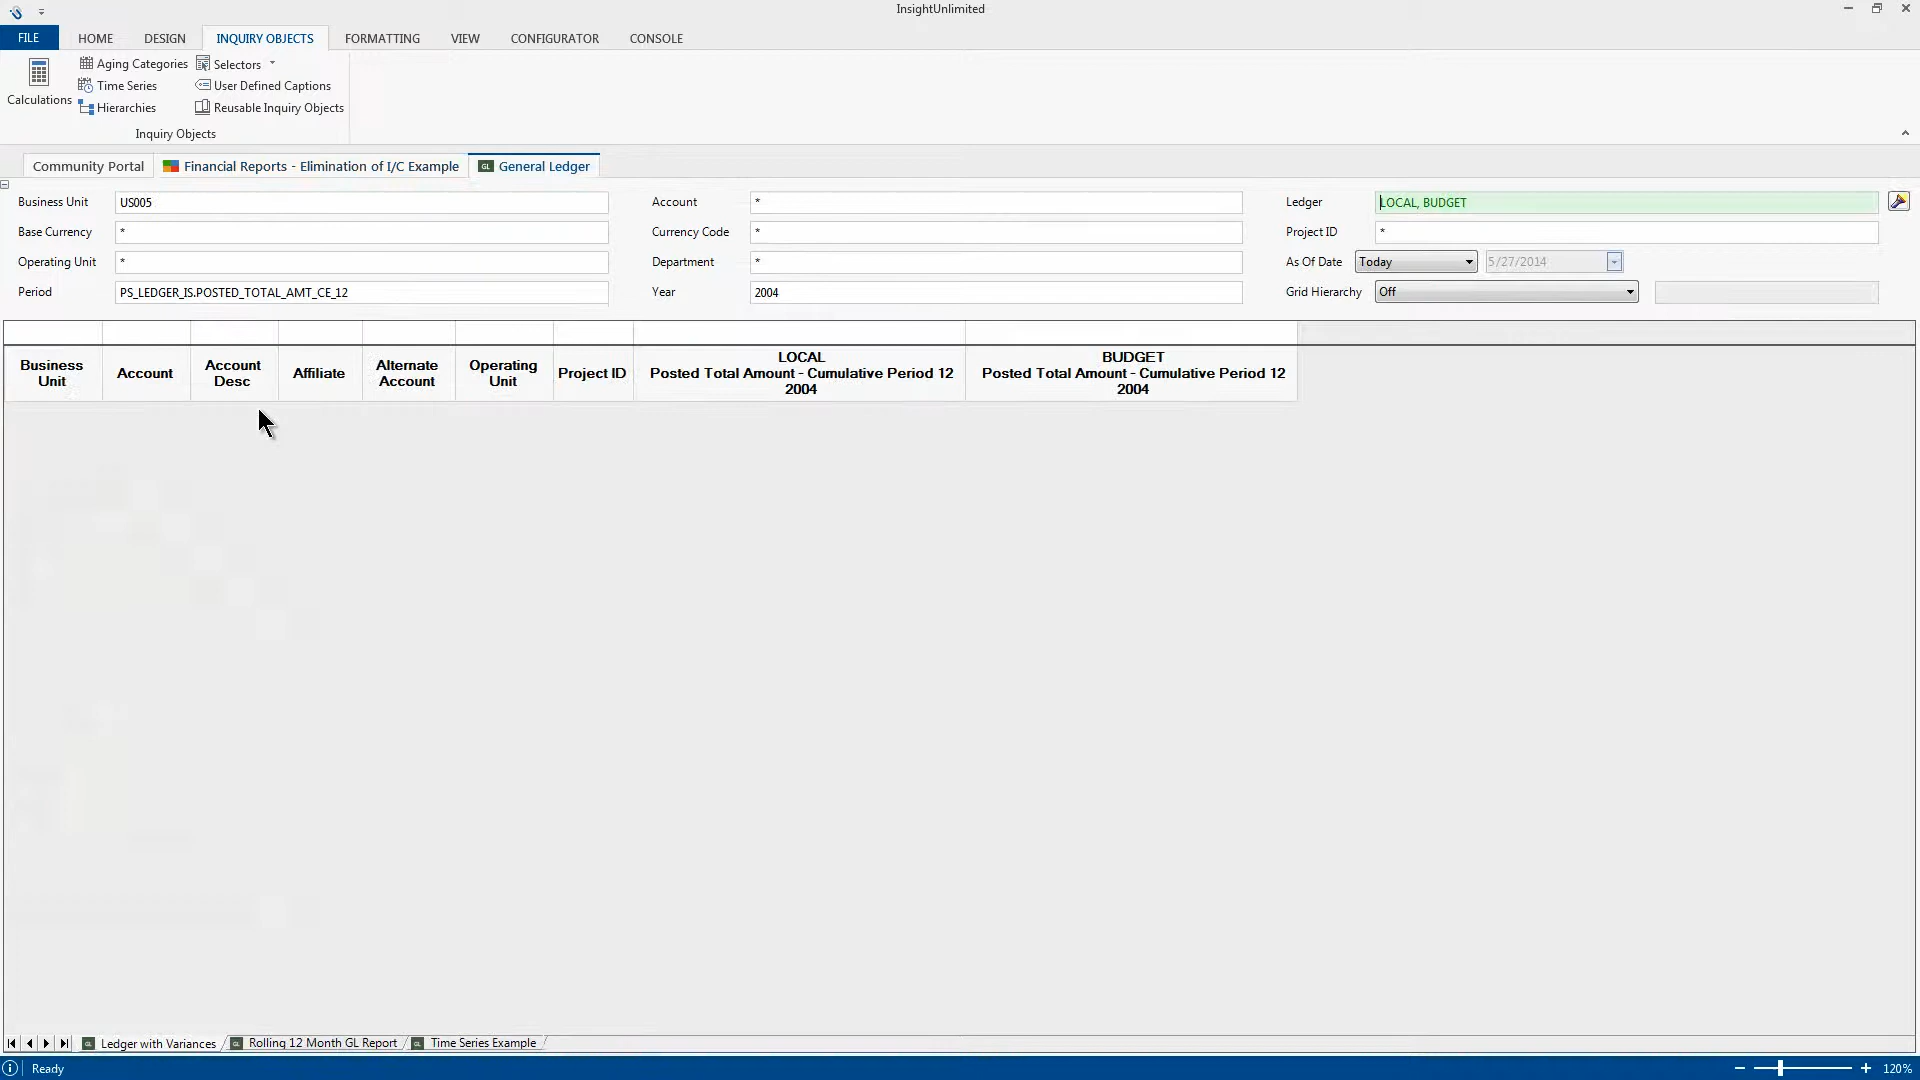 InsightUnlimited
FILE HOME DESIGN INQUIRY OBJECTS FORMATTING VIEW CONFIGURATOR CONSOLE
Calculations
Aging Categories
Time Series
Hierarchies
Selectors
User Defined Captions
Reusable Inquiry Objects
Inquiry Objects
Community Portal Financial Reports - Elimination of I/C Example GL General Ledger
Business Unit US005 Account * Ledger LOCAL, BUDGET
Base Currency * Currency Code * Project ID *
Operating Unit * Department * As Of Date Today 5/27/2014
Period PS_LEDGER_IS.POSTED_TOTAL_AMT_CE_12 Year 2004 Grid Hierarchy Off
Business
Unit
Account
Account
Desc
Affiliate
Alternate
Account
Operating
Unit
Project ID
LOCAL
Posted Total Amount - Cumulative Period 12
2004
BUDGET
Posted Total Amount - Cumulative Period 12
2004
GL Ledger with Variances GL Rolling 12 Month GL Report GL Time Series Example
Ready 120%